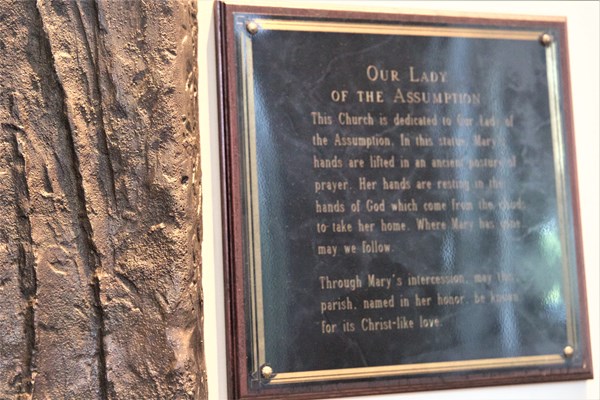 OUR LADY
OF THE ASSUMPTION
This Church is dedicated to Our Lady of
the Assumption. In this statue, Mary's
hands are lifted in an ancient posture of
prayer. Her hands are resting in the
hands of God which come from the clouds
to take her home. Where Mary has gone
may we follow.
Through Mary's intercession, may this
parish, named in her honor, be known
for its Christ-like love.